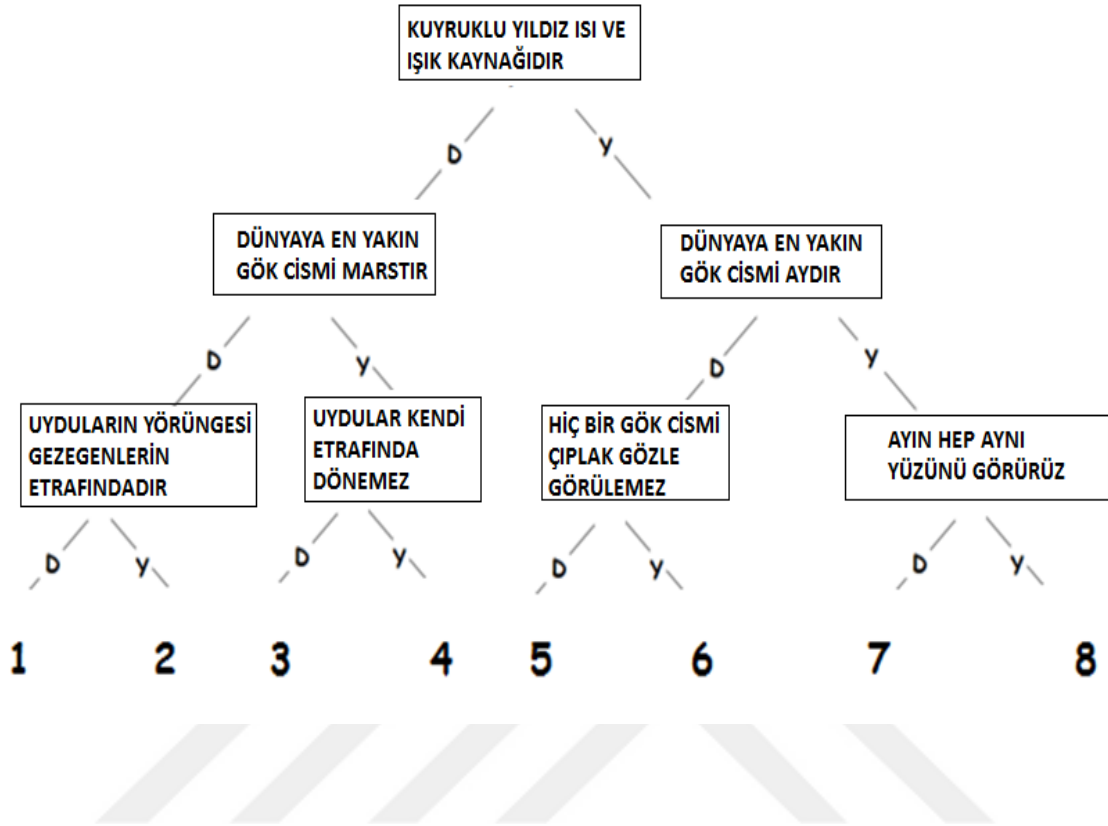 KUYRUKLU YILDIZ ISI VE
IŞIK KAYNAĞIDIR
D
Y
DÜNYAYA EN YAKIN
GÖK CİSMİ MARSTIR
DÜNYAYA EN YAKIN
GÖK CİSMİ AYDIR
D
Y
D
Y
UYDULARIN YÖRÜNGESİ
GEZEGENLERİN
ETRAFINDADIR
UYDULAR KENDİ
ETRAFINDA
DÖNEMEZ
HİÇ BİR GÖK CİSMİ
ÇIPLAK GÖZLE
GÖRÜLEMEZ
AYIN HEP AYNI
YÜZÜNÜ GÖRÜRÜZ
D
Y
D
Y
D
Y
D
Y
1
2
3
4
5
6
7
8